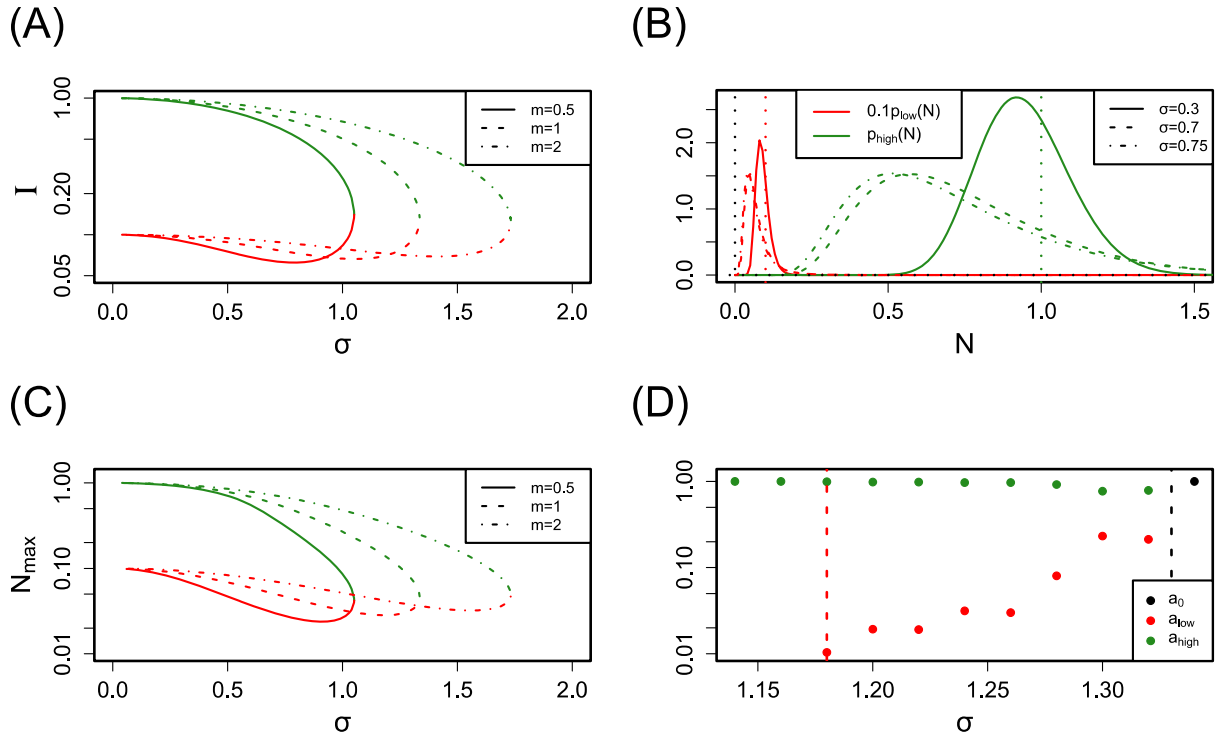 (A)
I
1.00
0.20
0.05
m=0.5
m=1
m=2
0.0 0.5 1.0 1.5 2.0
σ
(B)
0.0 1.0 2.0
0.1p_low(N)
p_high(N)
σ=0.3
σ=0.7
σ=0.75
0.0 0.5 1.0 1.5
N
(C)
N_max
1.00
0.10
0.01
m=0.5
m=1
m=2
0.0 0.5 1.0 1.5 2.0
σ
(D)
1.00
0.10
0.01
a_0
a_low
a_high
1.15 1.20 1.25 1.30
σ